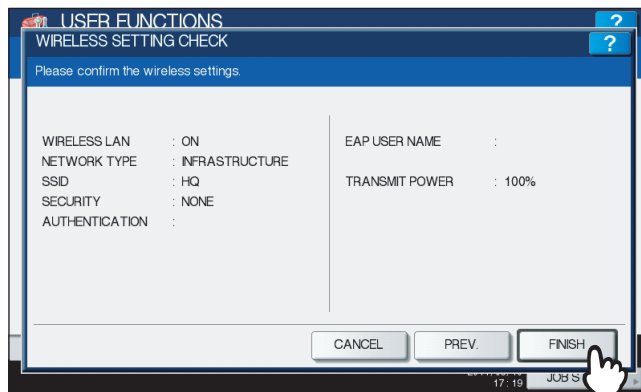 USER FUNCTIONS
?
WIRELESS SETTING CHECK
?
Please confirm the wireless settings.
WIRELESS LAN : ON
NETWORK TYPE : INFRASTRUCTURE
SSID : HQ
SECURITY : NONE
AUTHENTICATION :
EAP USER NAME :
TRANSMIT POWER : 100%
CANCEL
PREV.
FINISH
17 : 19
JOB S